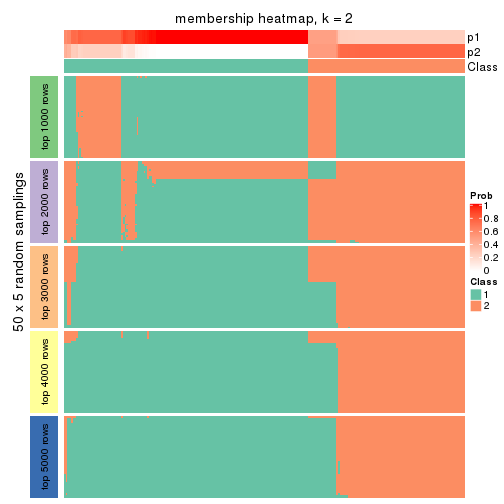 membership heatmap, k = 2
p1
p2
Class
50 x 5 random samplings
top 1000 rows
top 2000 rows
top 3000 rows
top 4000 rows
top 5000 rows
Prob
1
0.8
0.6
0.4
0.2
0
Class
1
2